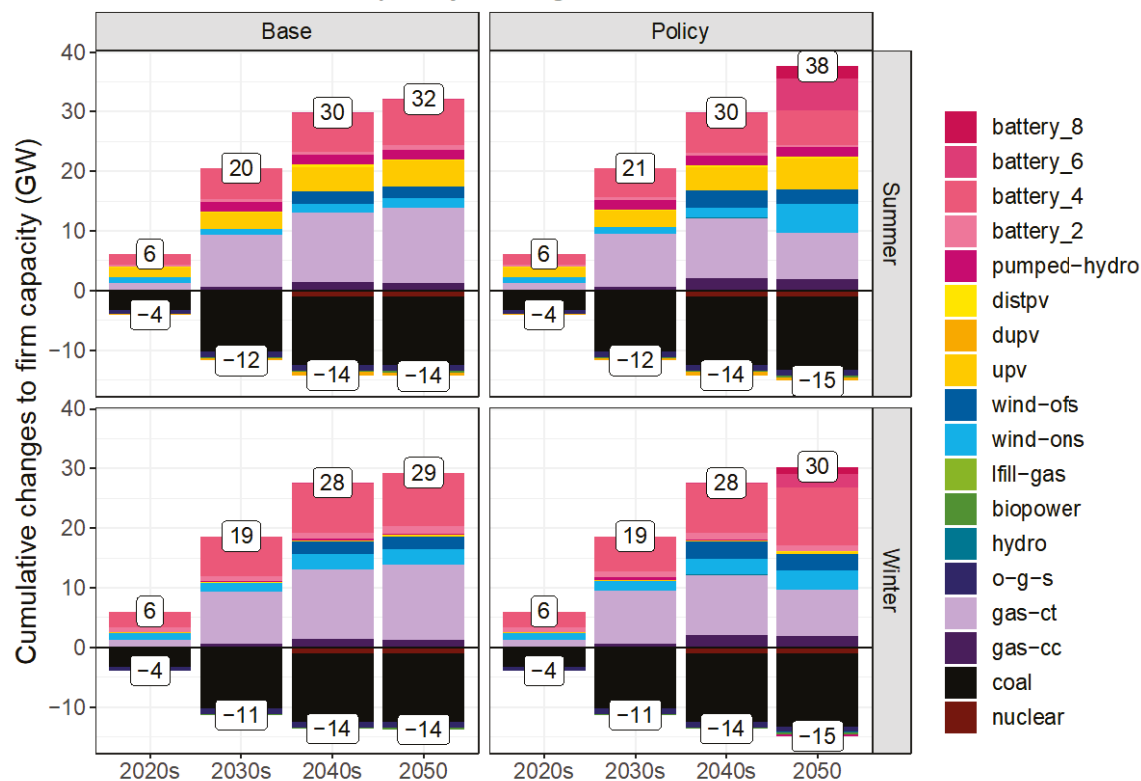 Base
Policy
Cumulative changes to firm capacity (GW)
40
30
20
10
0
−10
6
20
30
32
−4
−12
−14
−14
6
21
30
38
−4
−12
−14
−15
Summer
40
30
20
10
0
−10
6
19
28
29
−4
−11
−14
−14
6
19
28
30
−4
−11
−14
−15
Winter
2020s
2030s
2040s
2050
2020s
2030s
2040s
2050
battery_8
battery_6
battery_4
battery_2
pumped−hydro
distpv
dupv
upv
wind−ofs
wind−ons
lfill−gas
biopower
hydro
o−g−s
gas−ct
gas−cc
coal
nuclear